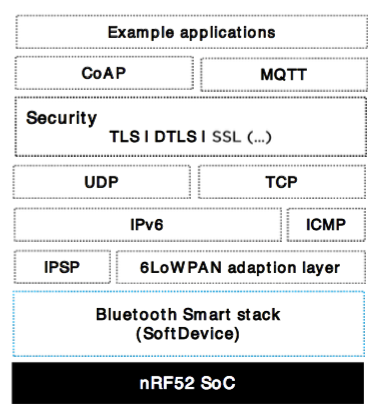 Example applications
CoAP MQTT
Security
TLS | DTLS | SSL (...)
UDP TCP
IPv6 ICMP
IPSP 6LoWPAN adaption layer
Bluetooth Smart stack
(SoftDevice)
nRF52 SoC